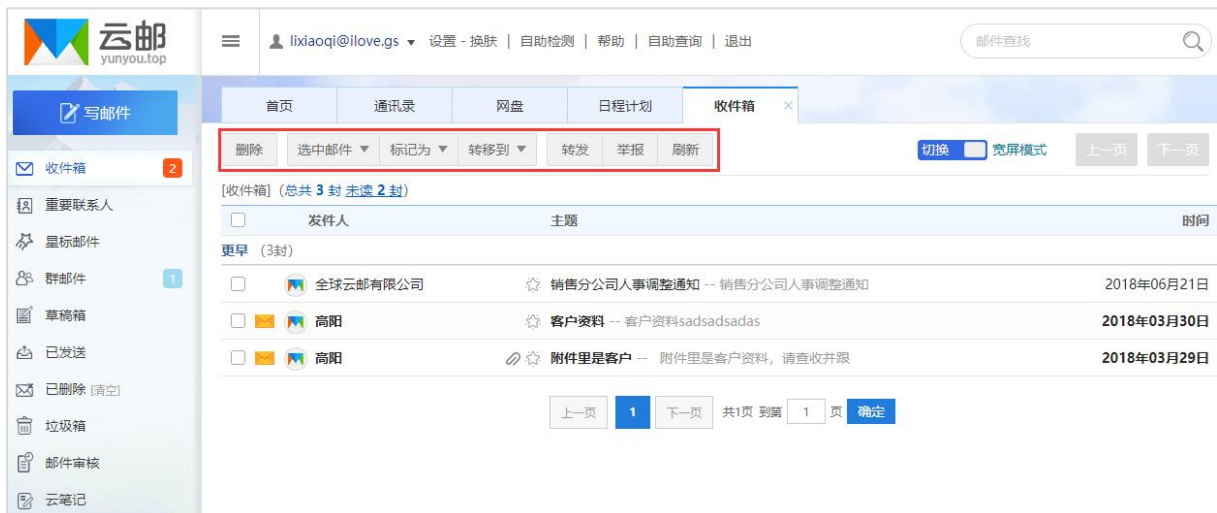 云邮
yunyou.top
lixiaoqi@ilove.gs 设置 - 换肤 | 自助检测 | 帮助 | 自助查询 | 退出
邮件查找
写邮件
首页 通讯录 网盘 日程计划 收件箱 ×
删除 选中邮件 标记为 转移到 转发 举报 刷新 切换 宽屏模式 上一页 下一页
收件箱 2
重要联系人
星标邮件
群邮件 1
草稿箱
已发送
已删除 [清空]
垃圾箱
邮件审核
云笔记
[收件箱] (总共 3 封 未读 2 封)
发件人 主题 时间
更早 (3封)
全球云邮有限公司 销售分公司人事调整通知 -- 销售分公司人事调整通知 2018年06月21日
高阳 客户资料 -- 客户资料sadsadsadas 2018年03月30日
高阳 附件里是客户 -- 附件里是客户资料，请查收并跟 2018年03月29日
上一页 1 下一页 共1页 到第 1 页 确定